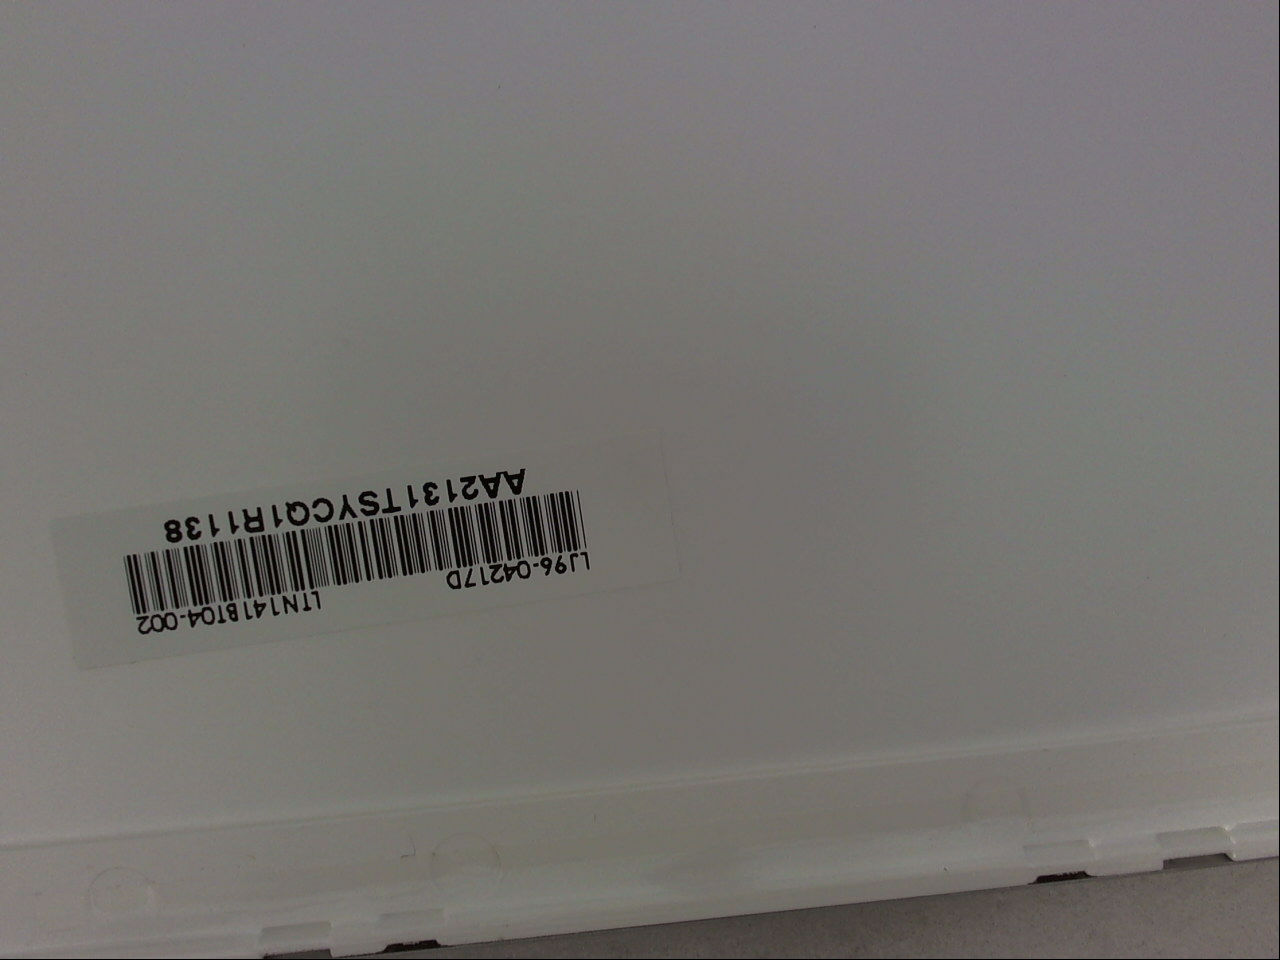 LJ96-04217D LTN141BT04-002
AA2131TSYCQ1R1138